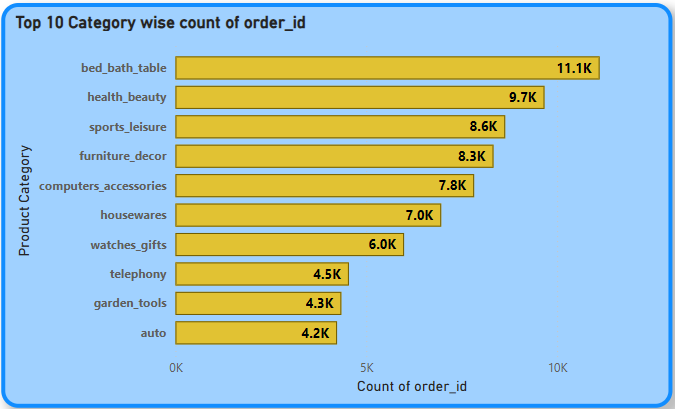 Top 10 Category wise count of order_id
Product Category
bed_bath_table 11.1K
health_beauty 9.7K
sports_leisure 8.6K
furniture_decor 8.3K
computers_accessories 7.8K
housewares 7.0K
watches_gifts 6.0K
telephony 4.5K
garden_tools 4.3K
auto 4.2K
0K 5K 10K
Count of order_id